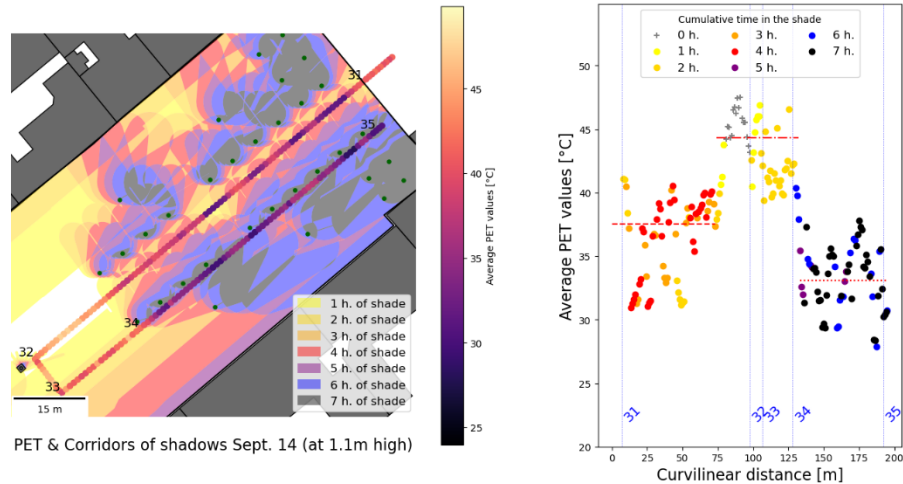 31
35
34
32
33
15 m
1 h. of shade
2 h. of shade
3 h. of shade
4 h. of shade
5 h. of shade
6 h. of shade
7 h. of shade
PET & Corridors of shadows Sept. 14 (at 1.1m high)
45
40
35
30
25
Average PET values [°C]
Cumulative time in the shade
0 h.
1 h.
2 h.
3 h.
4 h.
5 h.
6 h.
7 h.
50
45
40
35
30
25
20
Average PET values [°C]
31
32
33
34
35
0 25 50 75 100 125 150 175 200
Curvilinear distance [m]